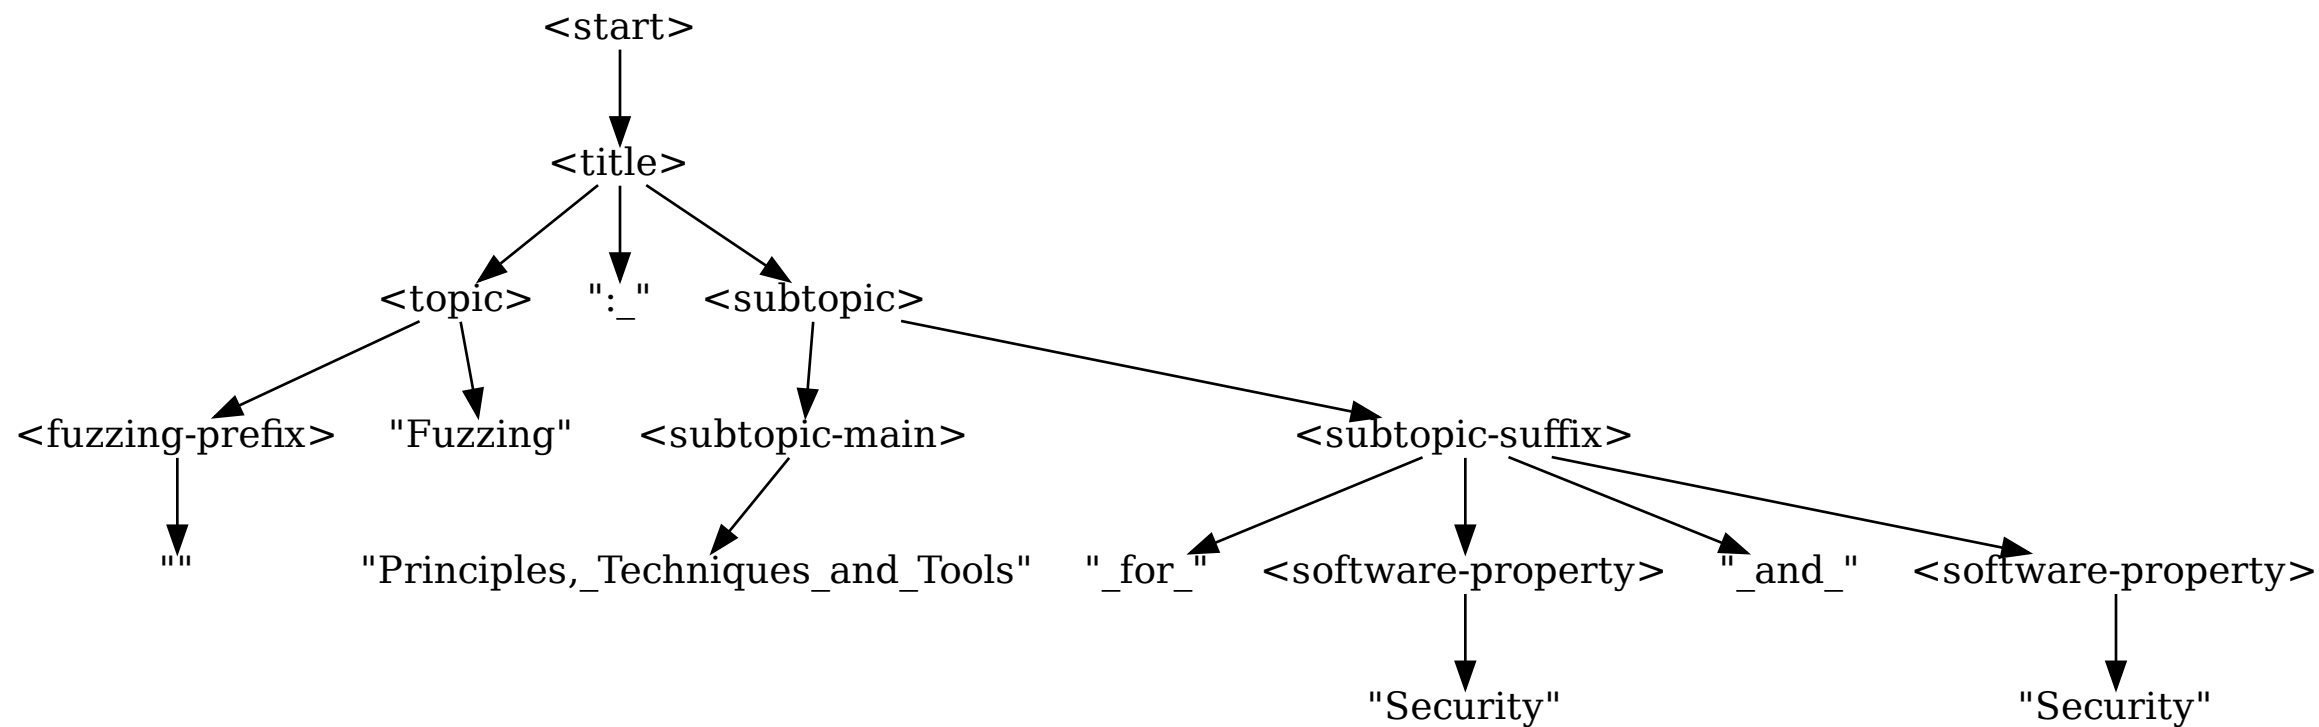 <start>
<title>
<topic> ":_" <subtopic>
<fuzzing-prefix> "Fuzzing" <subtopic-main> <subtopic-suffix>
"" "Principles,_Techniques_and_Tools" "_for_" <software-property> "_and_" <software-property>
"Security" "Security"